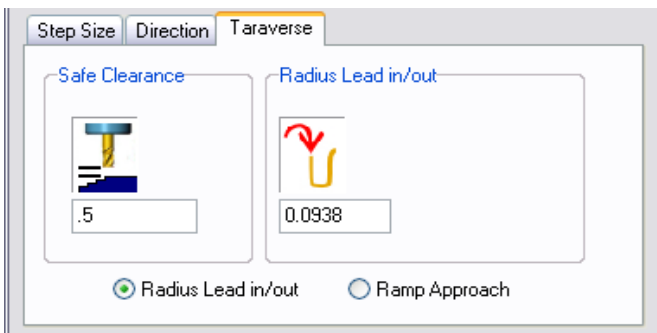 Step Size Direction Taraverse
Safe Clearance Radius Lead in/out
.5 0.0938
Radius Lead in/out Ramp Approach